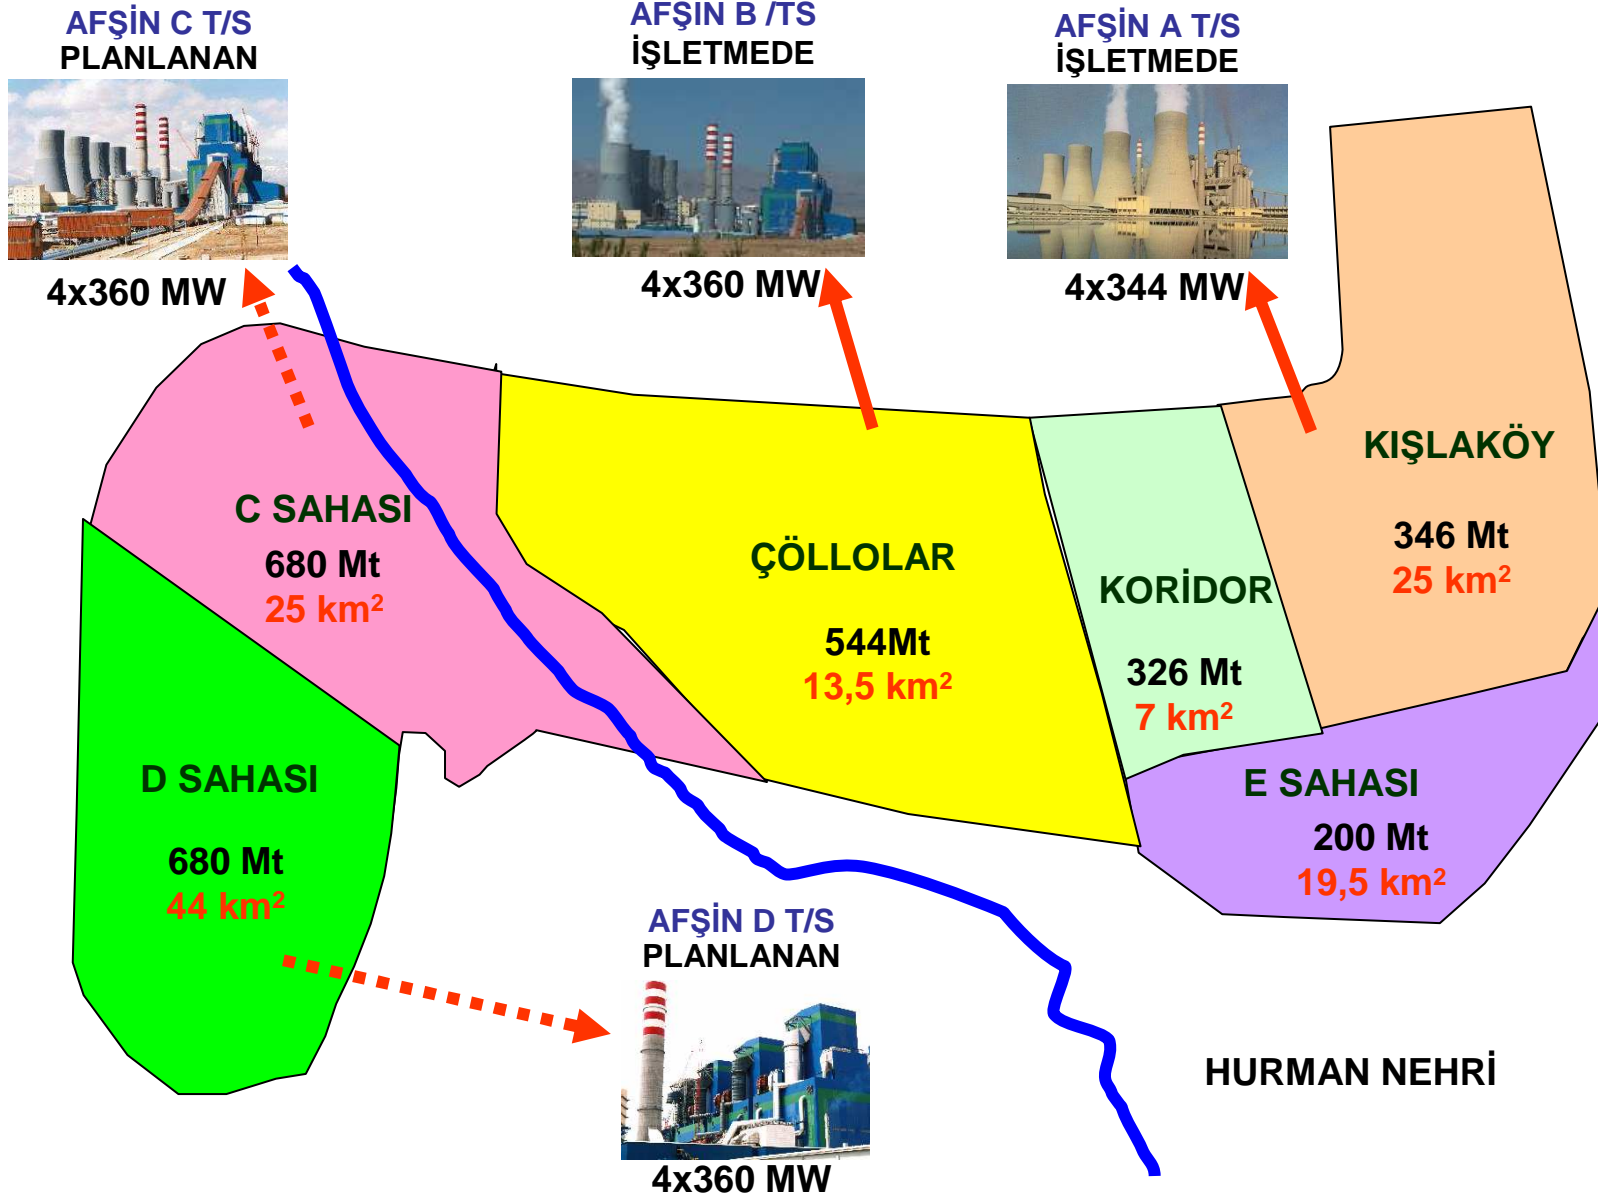 AFŞİN C T/S
PLANLANAN
4x360 MW
AFŞIN B /TS
İŞLETMEDE
4x360 MW
AFŞİN A T/S
İŞLETMEDE
4x344 MW
C SAHASI
680 Mt
25 km²
ÇÖLLOLAR
544Mt
13,5 km²
KORİDOR
326 Mt
7 km²
KIŞLAKÖY
346 Mt
25 km²
D SAHASI
680 Mt
44 km²
E SAHASI
200 Mt
19,5 km²
AFŞİN D T/S
PLANLANAN
4x360 MW
HURMAN NEHRİ